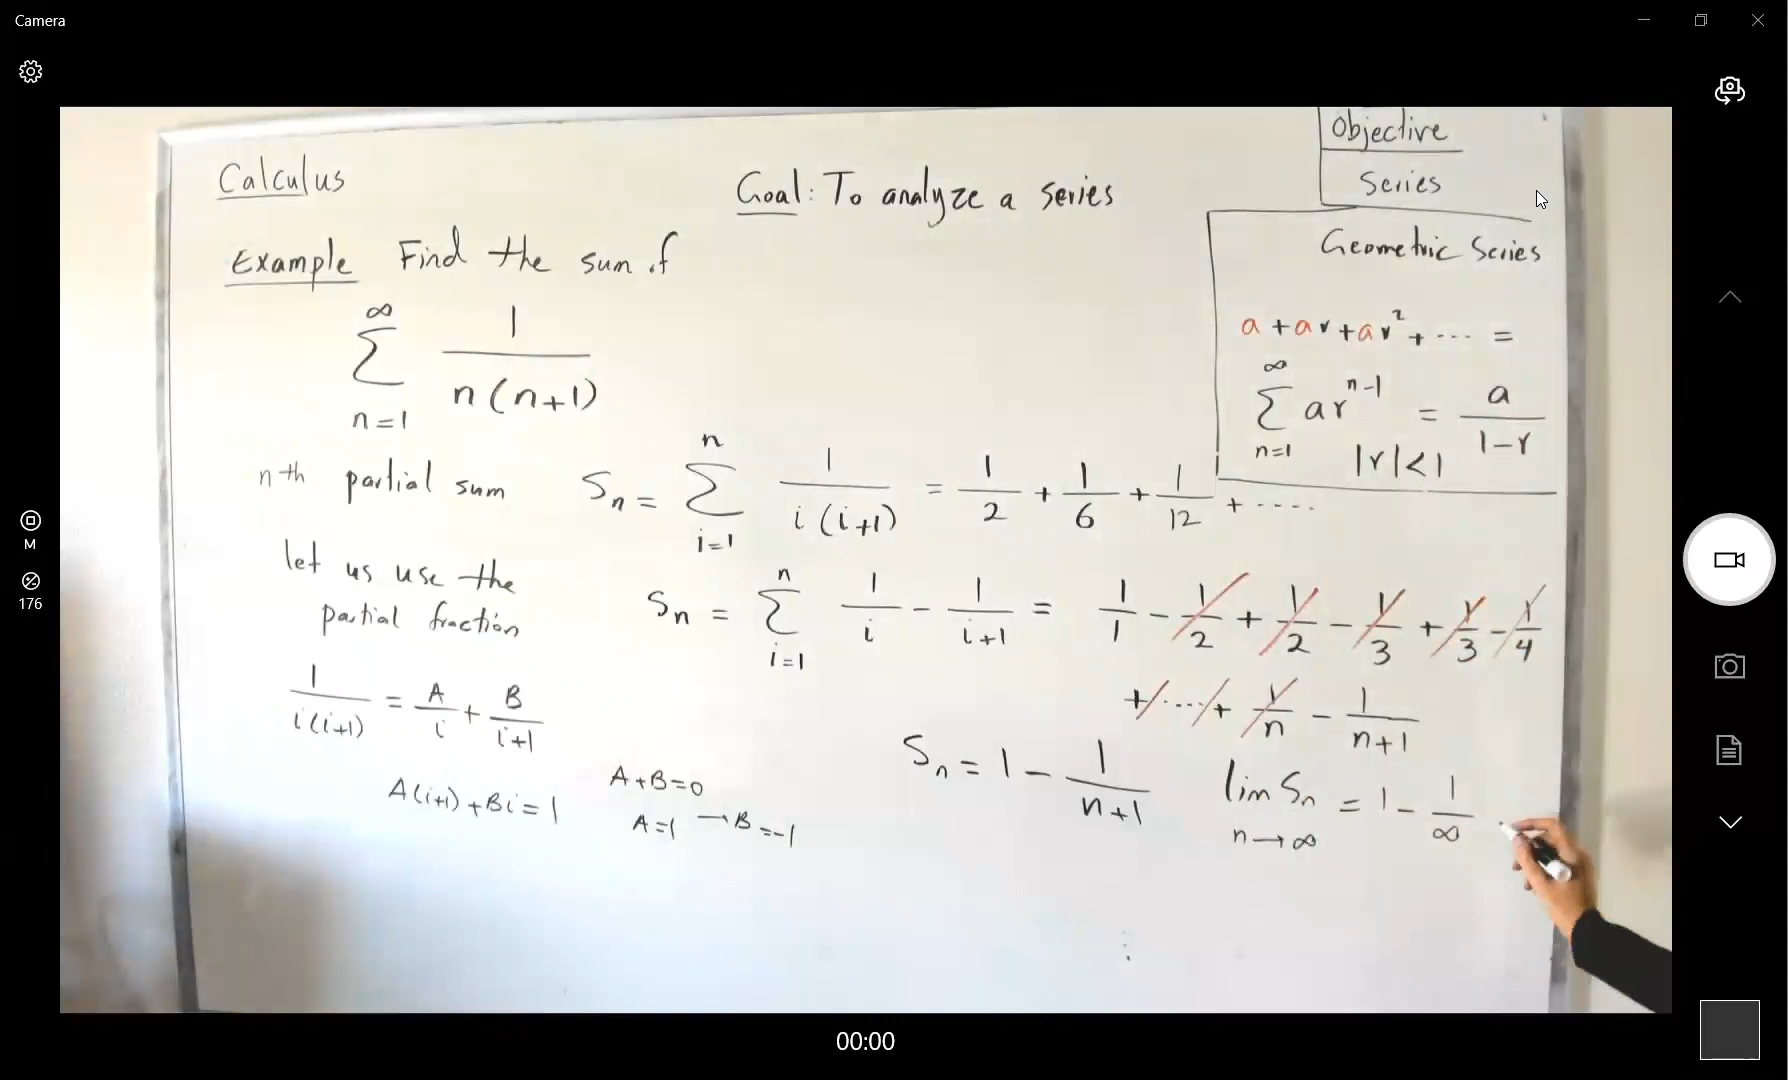 Camera
Calculus
Goal: To analyze a series
Objective
Series
Example Find the sum of
∞ ∑ n=1 1/(n(n+1))
Geometric Series
a + ar + ar² + ···· =
∞ ∑ n=1 ar^(n-1) = a/(1-r)
|r|<1
nth partial sum Sn = n ∑ i=1 1/(i(i+1)) = 1/2 + 1/6 + 1/12 + ····
let us use the
partial fraction
Sn = n ∑ i=1 1/i - 1/(i+1) = 1/1 - 1/2 + 1/2 - 1/3 + 1/3 - 1/4
+ ···· + 1/n - 1/(n+1)
1/(i(i+1)) = A/i + B/(i+1)
A(i+1) + Bi = 1
A+B=0
A=1 → B=-1
Sn = 1 - 1/(n+1)
lim Sn n→∞ = 1 - 1/∞
M
176
00:00